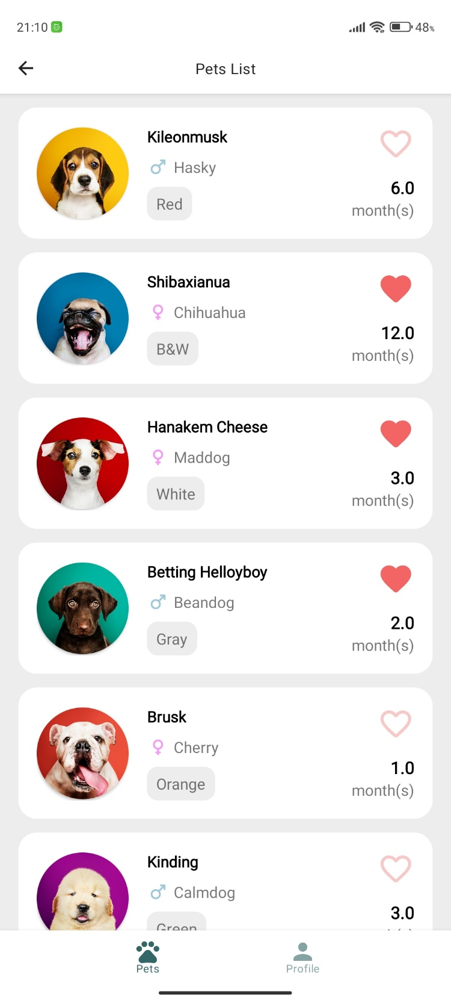 21:10
48%
Pets List
Kileonmusk
Hasky
Red
6.0
month(s)
Shibaxianua
Chihuahua
B&W
12.0
month(s)
Hanakem Cheese
Maddog
White
3.0
month(s)
Betting Helloyboy
Beandog
Gray
2.0
month(s)
Brusk
Cherry
Orange
1.0
month(s)
Kinding
Calmdog
Green
3.0
Pets
Profile